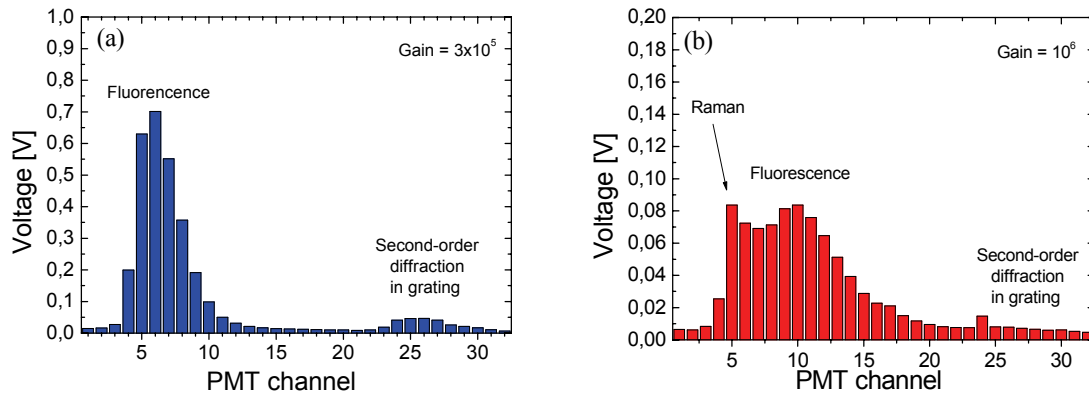 (a)
Gain = 3x10⁵
Fluorencence
Second-order
diffraction
in grating
Voltage [V]
1,0
0,9
0,8
0,7
0,6
0,5
0,4
0,3
0,2
0,1
0,0
5 10 15 20 25 30
PMT channel
(b)
Gain = 10⁶
Raman
Fluorescence
Second-order
diffraction
in grating
Voltage [V]
0,20
0,18
0,16
0,14
0,12
0,10
0,08
0,06
0,04
0,02
0,00
5 10 15 20 25 30
PMT channel